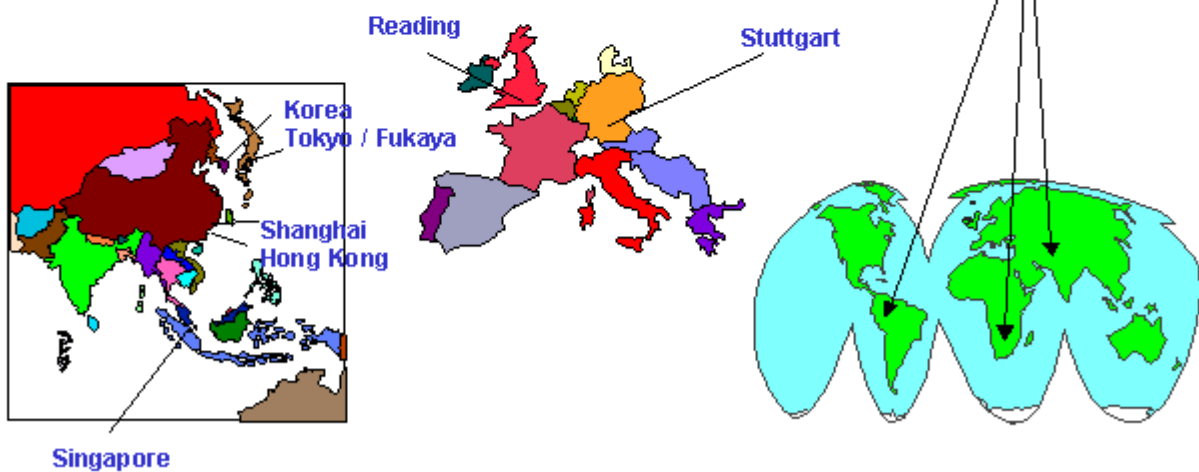 Reading
Stuttgart
Korea
Tokyo / Fukaya
Shanghai
Hong Kong
Singapore